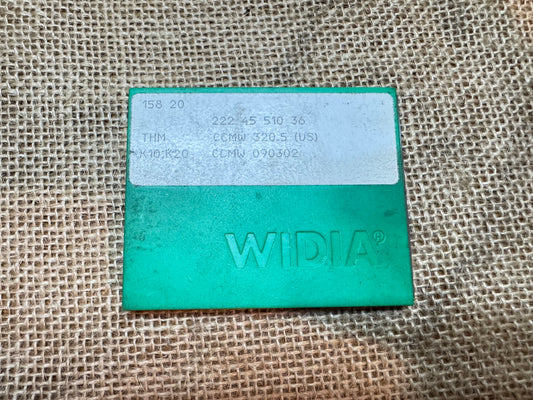 158 20
222 45 510 36
THM CCMW 320.5 (US)
K10;K20 CCMW 090302
WIDIA®